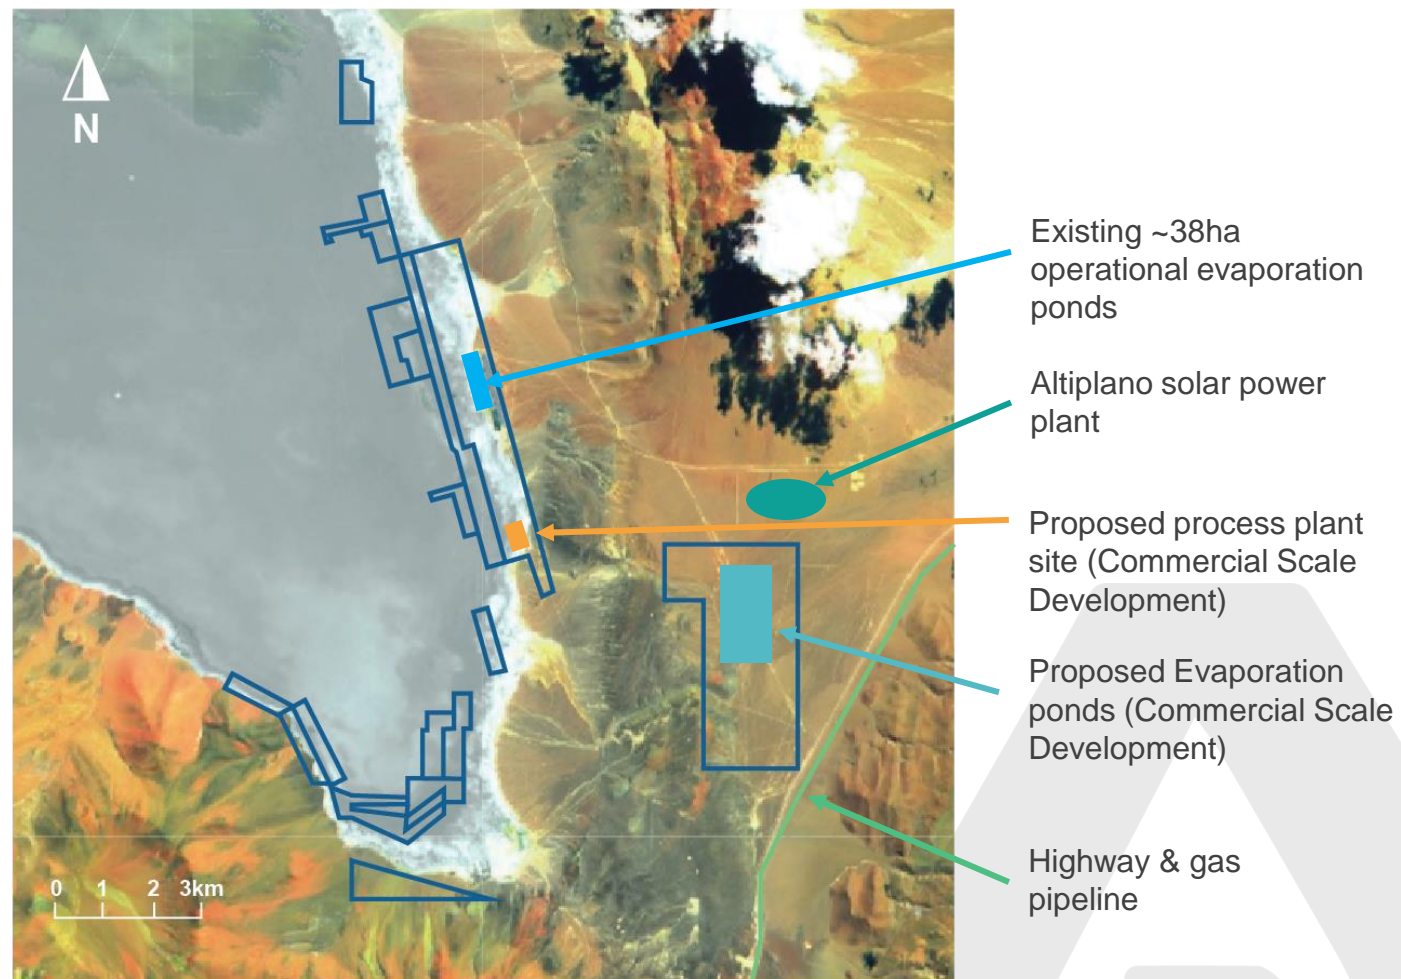 N
Existing ~38ha
operational evaporation
ponds
Altiplano solar power
plant
Proposed process plant
site (Commercial Scale
Development)
Proposed Evaporation
ponds (Commercial Scale
Development)
Highway & gas
pipeline
0 1 2 3km